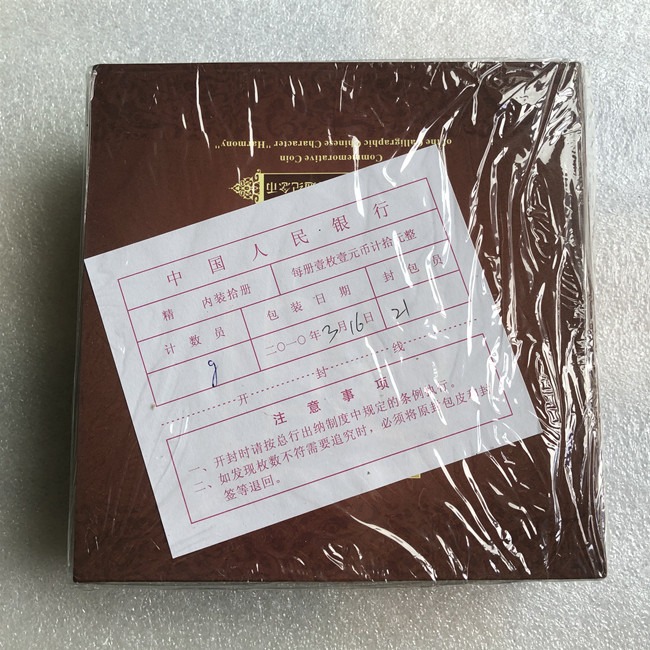 of the Calligraphic Chinese Character "Harmony"
Commemorative Coin
纪念币
中国人民·银行
精 内装拾册 每册壹枚壹元币计拾元整
计数员 包装日期 封包员
9 二〇一〇年3月16日 21
开封线
注意事项
一、开封时请按总行出纳制度中规定的条例执行。
二、如发现枚数不符需要追究时，必须将原封包皮和封
签等退回。